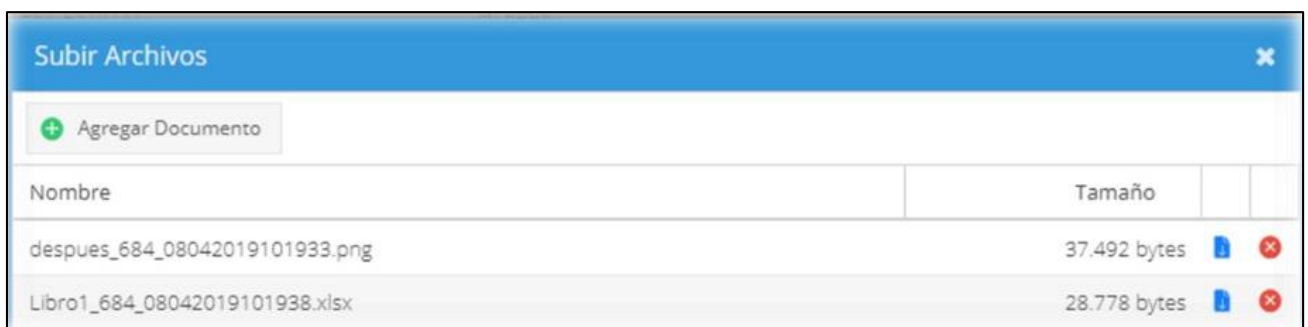 Subir Archivos
Agregar Documento
Nombre Tamaño
despues_684_08042019101933.png 37.492 bytes
Libro1_684_08042019101938.xlsx 28.778 bytes